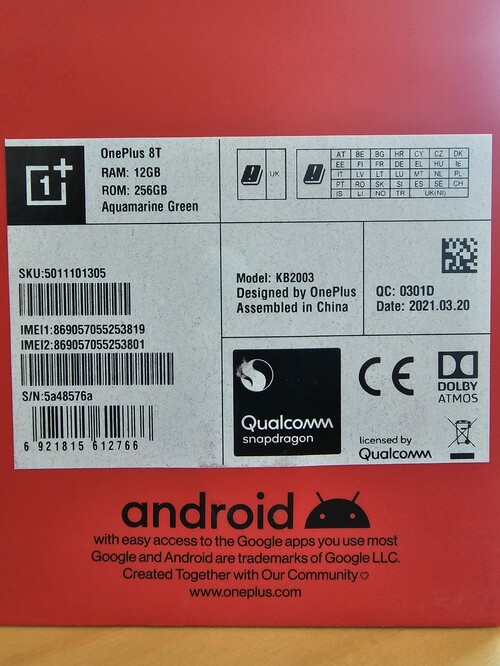 1+
OnePlus 8T
RAM: 12GB
ROM: 256GB
Aquamarine Green
UK
AT BE BG HR CY CZ DK
EE FI FR DE EL HU IE
IT LV LT LU MT NL PL
PT RO SK SI ES SE CH
IS LI NO TR UK(NI)
SKU:5011101305
IMEI1:869057055253819
IMEI2:869057055253801
S/N:5a48576a
6 921815 612766
Model: KB2003
Designed by OnePlus
Assembled in China
QC: 0301D
Date: 2021.03.20
Qualcomm
snapdragon
CE
DOLBY
ATMOS
licensed by
Qualcomm
android
with easy access to the Google apps you use most
Google and Android are trademarks of Google LLC.
Created Together with Our Community♡
www.oneplus.com